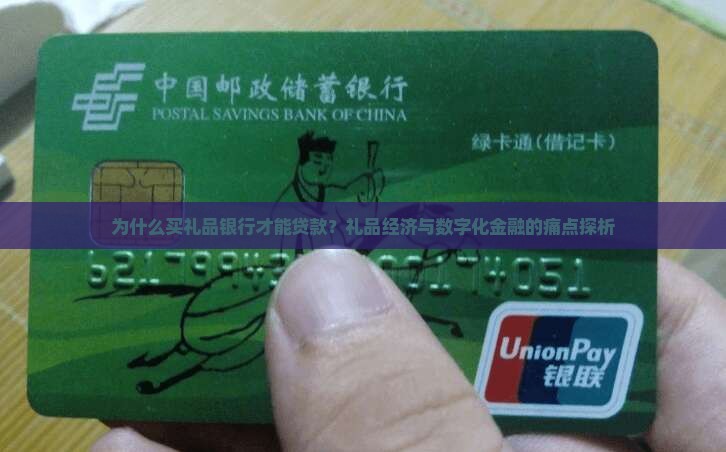 中国邮政储蓄银行
POSTAL SAVINGS BANK OF CHINA
绿卡通(借记卡)
为什么买礼品银行才能贷款？礼品经济与数字化金融的痛点探析
UnionPay
银联